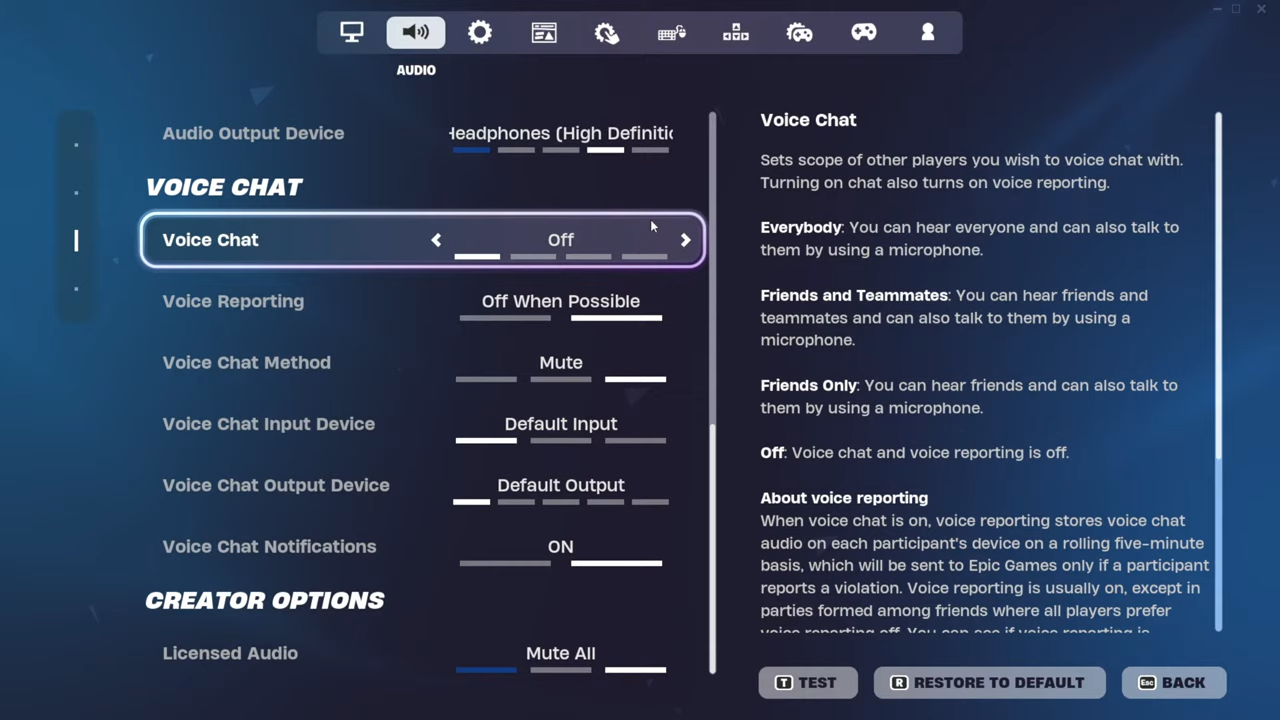 AUDIO
Audio Output Device
Headphones (High Definitic
VOICE CHAT
Voice Chat
Off
Voice Reporting
Off When Possible
Voice Chat Method
Mute
Voice Chat Input Device
Default Input
Voice Chat Output Device
Default Output
Voice Chat Notifications
ON
CREATOR OPTIONS
Licensed Audio
Mute All
Voice Chat
Sets scope of other players you wish to voice chat with.
Turning on chat also turns on voice reporting.
Everybody: You can hear everyone and can also talk to
them by using a microphone.
Friends and Teammates: You can hear friends and
teammates and can also talk to them by using a
microphone.
Friends Only: You can hear friends and can also talk to
them by using a microphone.
Off: Voice chat and voice reporting is off.
About voice reporting
When voice chat is on, voice reporting stores voice chat
audio on each participant's device on a rolling five-minute
basis, which will be sent to Epic Games only if a participant
reports a violation. Voice reporting is usually on, except in
parties formed among friends where all players prefer
voice reporting off. You can see if voice reporting is
T TEST
R RESTORE TO DEFAULT
Esc BACK